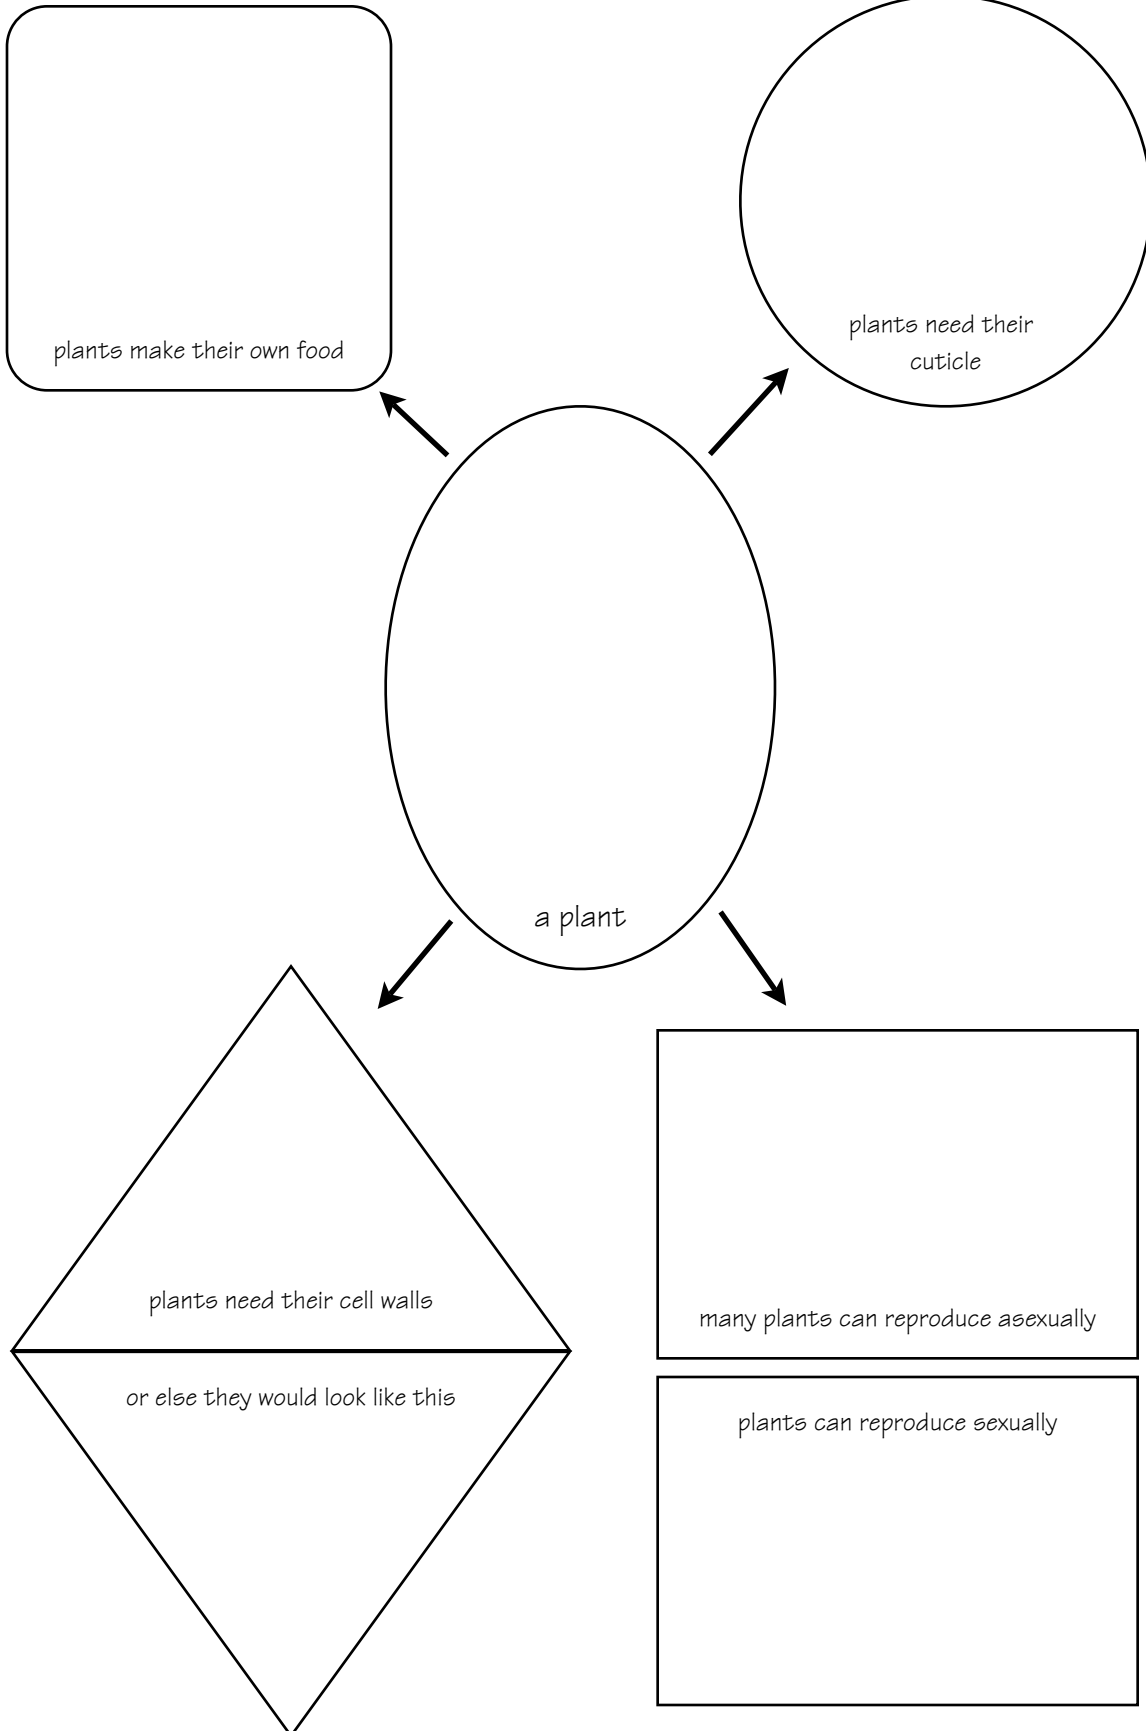 plants make their own food
plants need their
cuticle
a plant
plants need their cell walls
or else they would look like this
many plants can reproduce asexually
plants can reproduce sexually